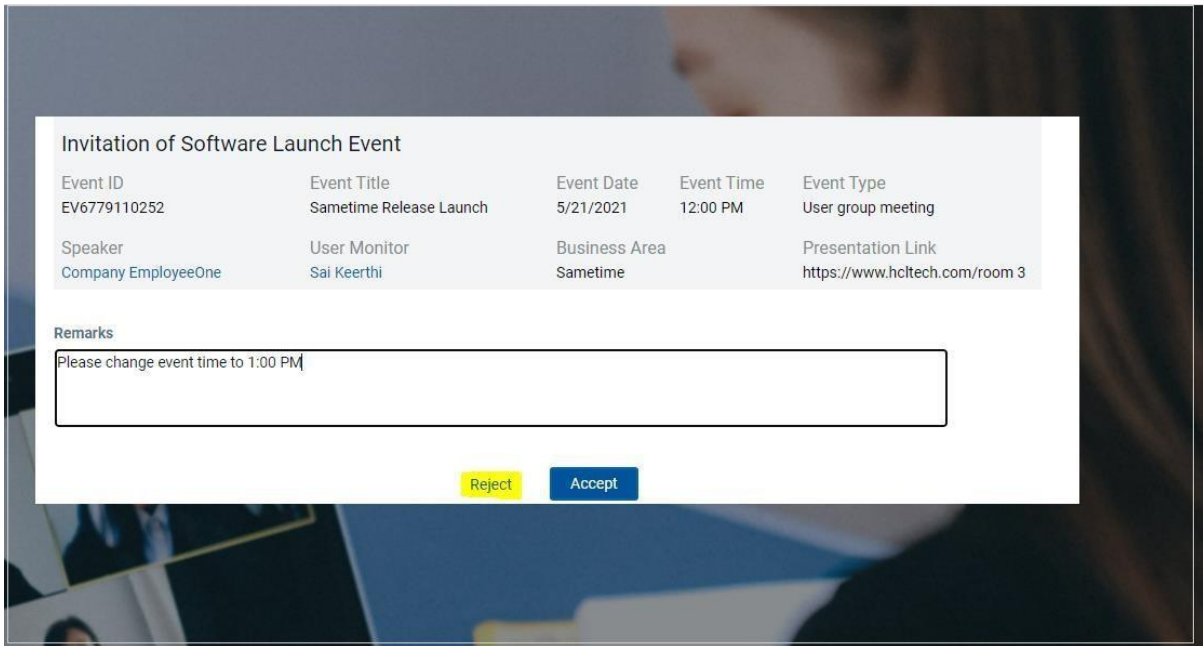 Invitation of Software Launch Event
Event ID Event Title Event Date Event Time Event Type
EV6779110252 Sametime Release Launch 5/21/2021 12:00 PM User group meeting
Speaker User Monitor Business Area Presentation Link
Company EmployeeOne Sai Keerthi Sametime https://www.hcltech.com/room 3
Remarks
Please change event time to 1:00 PM
Reject Accept